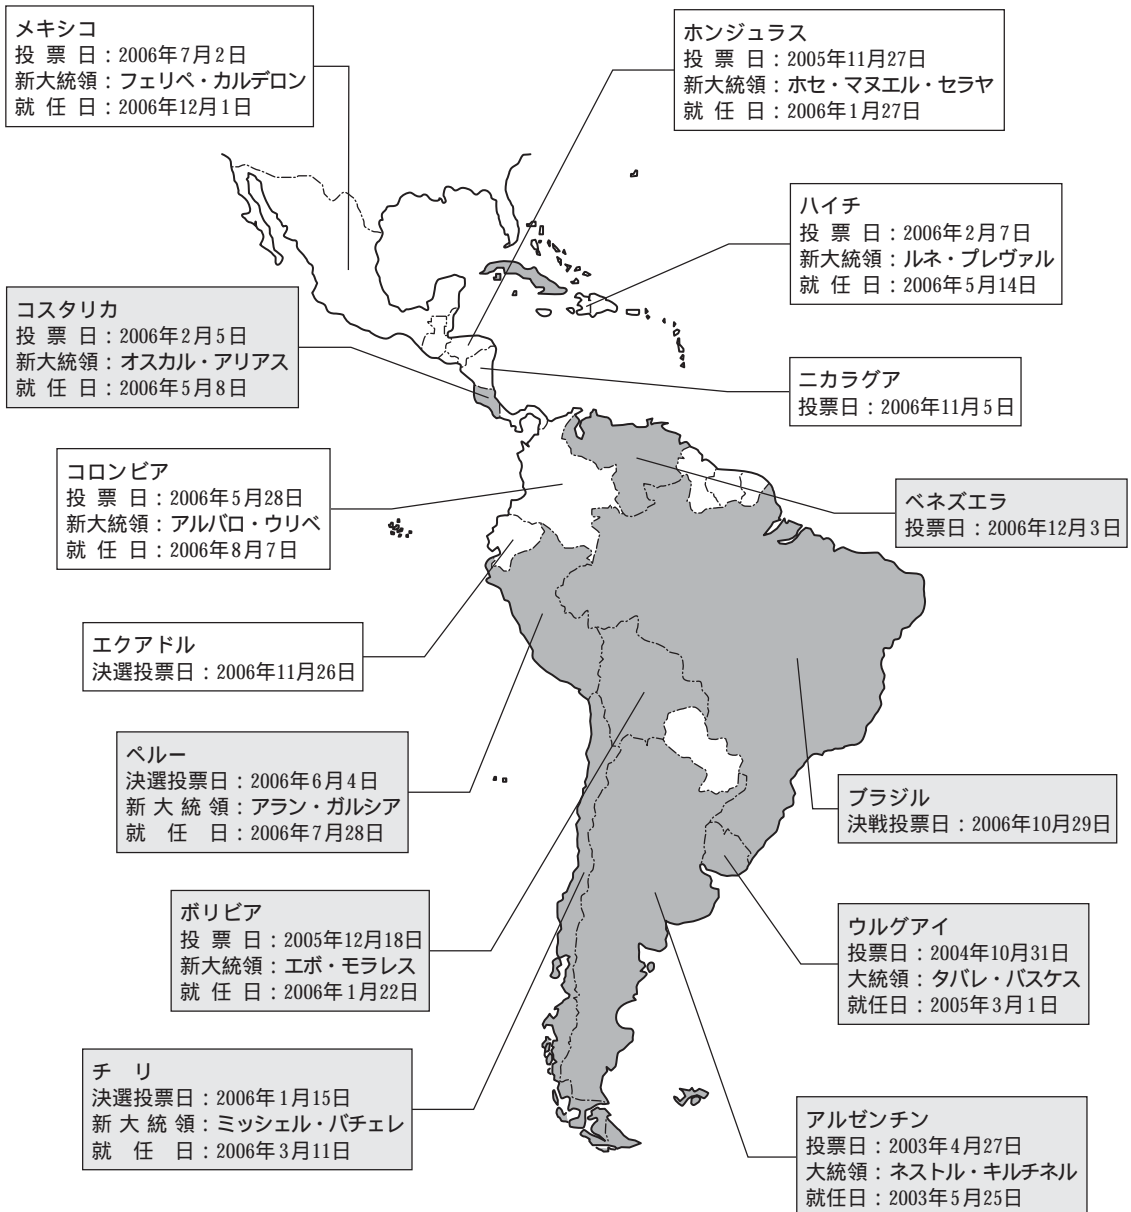 メキシコ
投票日：2006年7月2日
新大統領：フェリペ・カルデロン
就任日：2006年12月1日
ホンジュラス
投票日：2005年11月27日
新大統領：ホセ・マヌエル・セラヤ
就任日：2006年1月27日
ハイチ
投票日：2006年2月7日
新大統領：ルネ・プレヴァル
就任日：2006年5月14日
コスタリカ
投票日：2006年2月5日
新大統領：オスカル・アリアス
就任日：2006年5月8日
ニカラグア
投票日：2006年11月5日
コロンビア
投票日：2006年5月28日
新大統領：アルバロ・ウリベ
就任日：2006年8月7日
ベネズエラ
投票日：2006年12月3日
エクアドル
決選投票日：2006年11月26日
ペルー
決選投票日：2006年6月4日
新大統領：アラン・ガルシア
就任日：2006年7月28日
ブラジル
決戦投票日：2006年10月29日
ボリビア
投票日：2005年12月18日
新大統領：エボ・モラレス
就任日：2006年1月22日
ウルグアイ
投票日：2004年10月31日
大統領：タバレ・バスケス
就任日：2005年3月1日
チリ
決選投票日：2006年1月15日
新大統領：ミッシェル・バチェレ
就任日：2006年3月11日
アルゼンチン
投票日：2003年4月27日
大統領：ネストル・キルチネル
就任日：2003年5月25日